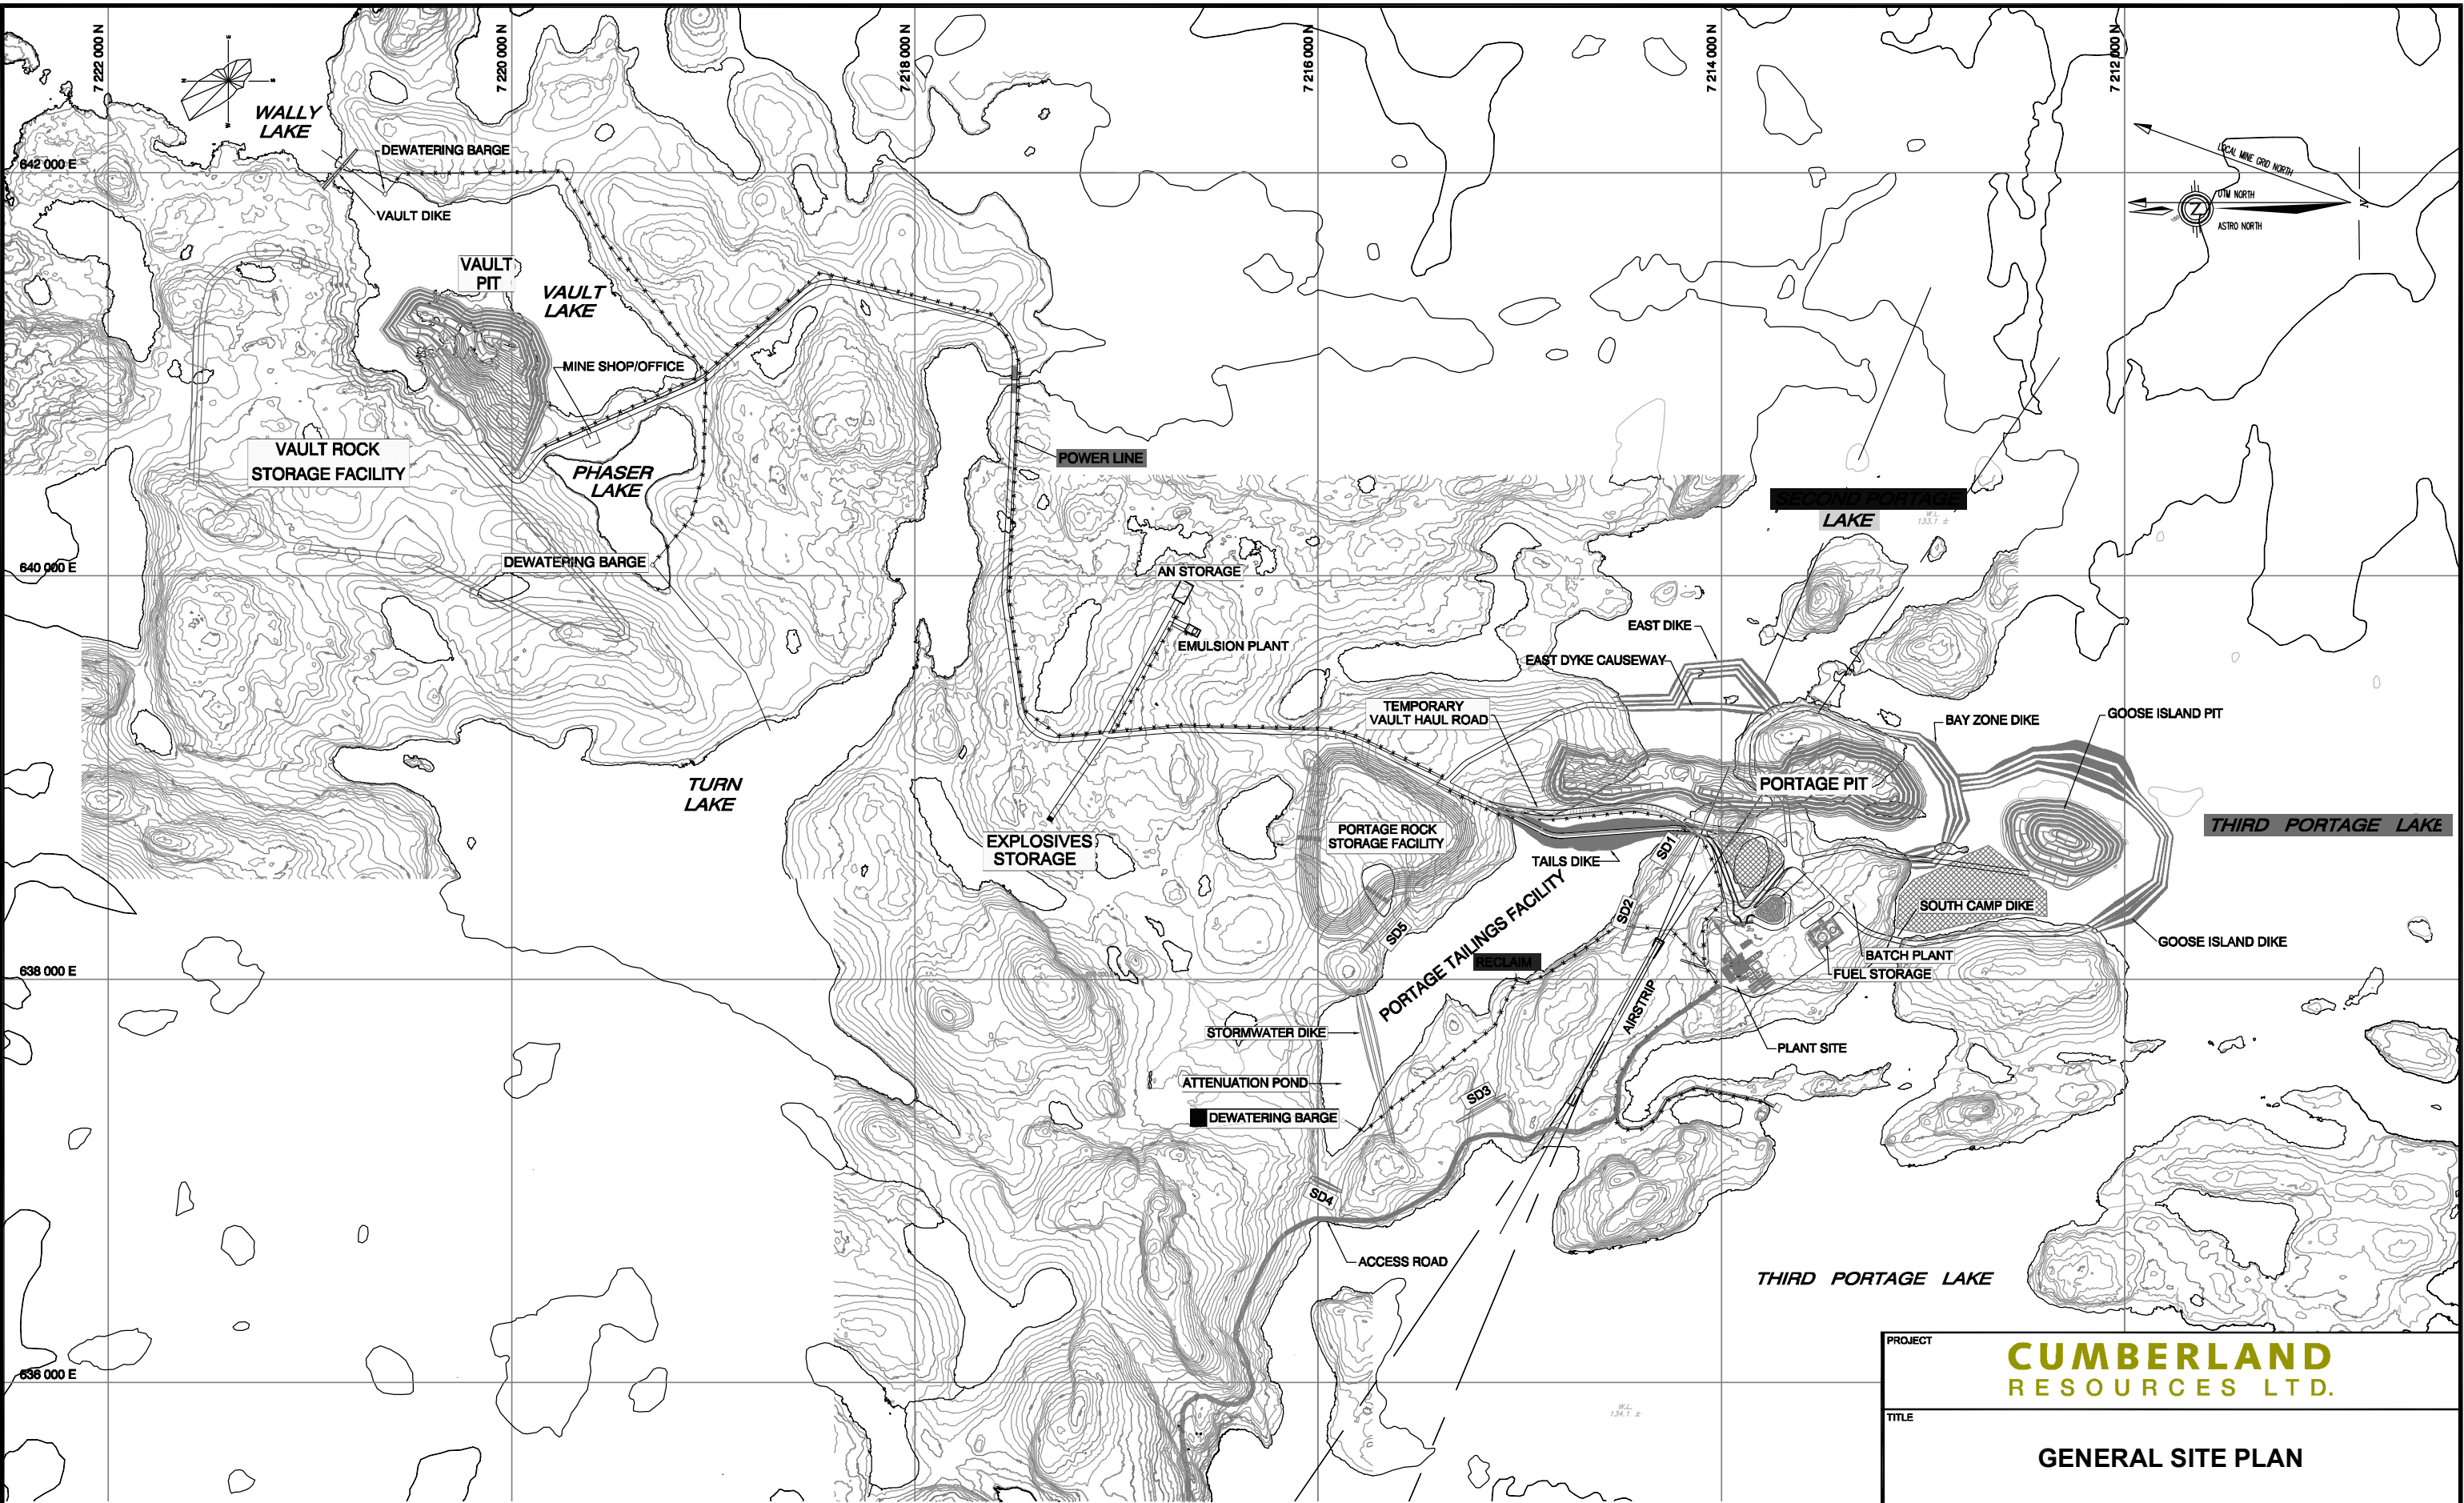 7 222 000 N
7 220 000 N
7 218 000 N
7 216 000 N
7 214 000 N
7 212 000 N
WALLY
LAKE
DEWATERING BARGE
642 000 E
VAULT DIKE
LOCAL MINE GRID NORTH
UTM NORTH
ASTRO NORTH
Z
N
VAULT
PIT
VAULT
LAKE
MINE SHOP/OFFICE
VAULT ROCK
STORAGE FACILITY
PHASER
LAKE
POWER LINE
SECOND PORTAGE
LAKE
W.L.
133.1 ±
DEWATERING BARGE
640 000 E
AN STORAGE
EMULSION PLANT
EAST DIKE
EAST DYKE CAUSEWAY
TEMPORARY
VAULT HAUL ROAD
BAY ZONE DIKE
GOOSE ISLAND PIT
TURN
LAKE
PORTAGE PIT
EXPLOSIVES
STORAGE
PORTAGE ROCK
STORAGE FACILITY
TAILS DIKE
SD1
THIRD PORTAGE LAKE
SD2
SD5
PORTAGE TAILINGS FACILITY
SOUTH CAMP DIKE
GOOSE ISLAND DIKE
RECLAIM
BATCH PLANT
FUEL STORAGE
638 000 E
AIRSTRIP
STORMWATER DIKE
PLANT SITE
ATTENUATION POND
SD3
DEWATERING BARGE
SD4
ACCESS ROAD
THIRD PORTAGE LAKE
636 000 E
W.L.
134.1 ±
PROJECT
CUMBERLAND
RESOURCES LTD.
TITLE
GENERAL SITE PLAN